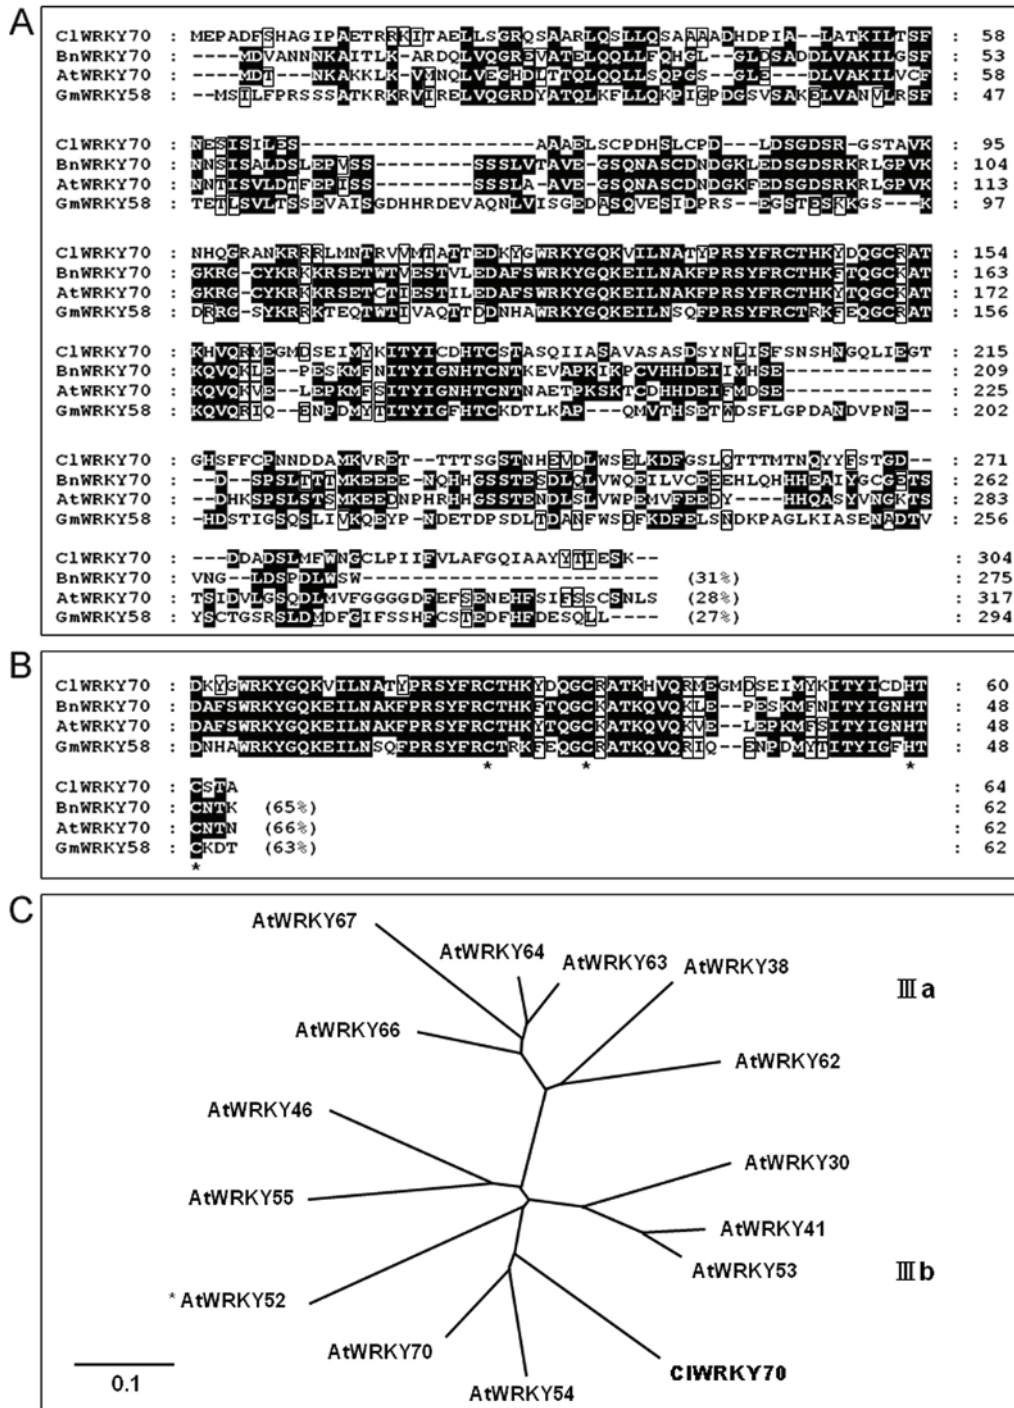 A
ClWRKY70 : MEPADFSHAGIPAETRRKITAELLSGRQSAARLQSLLQSAAAADHDPIA--LATKILTSF : 58
BnWRKY70 : ---MDVANNNKAITLK-ARDQLLVQGREVATELQQLLFQHGL--GLDSADDLVAKILGSF : 53
AtWRKY70 : ---MDT--NKAKKLK-VMNQLVEGHDLTTQLQQLLSQPGS--GLE--DLVAKILVCF : 58
GmWRKY58 : --MSILFPRSSSATKRKRVIRELVQGRDYATQLKFLLQKPIGPDGSVSAKELVANVLRSF : 47
ClWRKY70 : NESISILES---------------AAAELSCPDHSLCPD---LDSGDSR-GSTAVK : 95
BnWRKY70 : NNSISALDSLEPVSS--------SSSLVTAVE-GSQNASCDNDGKLEDSGDSRKRLGPVK : 104
AtWRKY70 : NNTISVLDTFEPISS--------SSSLA-AVE-GSQNASCDNDGKFEDSGDSRKRLGPVK : 113
GmWRKY58 : TETLSVLTSSEVAISGDHHRDEVAQNLVISGEDASQVESIDPRS---EGSTESKKGS---K : 97
ClWRKY70 : NHQGRANKRRRLMNTRVVMTATTEDKYGWRKYGQKVILNATYPRSYFRCTHKYDQGCRAT : 154
BnWRKY70 : GKRG-CYKRKKRSETWTVESTVLEDAFSWRKYGQKEILNAKFPRSYFRCTHKFTQGCKAT : 163
AtWRKY70 : GKRG-CYKRKKRSETCTIESTILEDAFSWRKYGQKEILNAKFPRSYFRCTHKYTQGCKAT : 172
GmWRKY58 : DRRG-SYKRRKTEQTWTIVAQTTDDNHAWRKYGQKEILNSQFPRSYFRCTRKFEQGCRAT : 156
ClWRKY70 : KHVQRMEGMDSEIMYKITYICDHTCSTASQIIASAVASASDSYNLISFSNSHNGQLIEGT : 215
BnWRKY70 : KQVQKLE--PESKMFNITYIGNHTCNTKEVAPKIKPCVHHDEIIMHSE------------ : 209
AtWRKY70 : KQVQKVE--LEPKMFSITYIGNHTCNTNAETPKSKTCDHHDEIFMDSE------------ : 225
GmWRKY58 : KQVQRIQ--ENPDMYTITYIGFHTCKDTLKAP--QMVTHSETWDSFLGPDANDVPNE-- : 202
ClWRKY70 : GHSFFCPNNDDAMKVRET--TTTSGSTNHEVDLWSELKDFGSLQTTTMTNQYYFSTGD-- : 271
BnWRKY70 : --D--SPLTTTMKEEEE-NQHHGSSTESDLQLVWQEILVCEEEHLQHHHEAIYGCGETS : 262
AtWRKY70 : --DHKSPSLSTSMKEEDNPHRHHGSSTENDLSLVWPEMVFEEDY----HHQASYVNGKTS : 283
GmWRKY58 : -HDSTIGSQSLIVKQEYP-NDETDPSDLTDANFWSDFKDFELSNDKPAGLKIASENADTV : 256
ClWRKY70 : ---DDADSLMFWNGCLPIIFVLAFGQIAAYYTIESK-- : 304
BnWRKY70 : VNG--LDSPDLWSW------------------------ (31%) : 275
AtWRKY70 : TSIDVLGSQDLMVFGGGGDFEFSENEHFSIFSSCSNLS (28%) : 317
GmWRKY58 : YSCTGSRSLDMDFGIFSSHFCSTEDFHFDESQLL---- (27%) : 294
B
ClWRKY70 : DKYGWRKYGQKVILNATYPRSYFRCTHKYDQGCRATKHVQRMEGMDSEIMYKITYICDHT : 60
BnWRKY70 : DAFSWRKYGQKEILNAKFPRSYFRCTHKFTQGCKATKQVQKLE--PESKMFNITYIGNHT : 48
AtWRKY70 : DAFSWRKYGQKEILNAKFPRSYFRCTHKYTQGCKATKQVQKVE--LEPKMFSITYIGNHT : 48
GmWRKY58 : DNHAWRKYGQKEILNSQFPRSYFRCTRKFEQGCRATKQVQRIQ--ENPDMYTITYIGFHT : 48
* * *
ClWRKY70 : CSTA : 64
BnWRKY70 : CNTK (65%) : 62
AtWRKY70 : CNTN (66%) : 62
GmWRKY58 : CKDT (63%) : 62
*
C
AtWRKY67
AtWRKY64
AtWRKY63
AtWRKY38
Ⅲa
AtWRKY66
AtWRKY62
AtWRKY46
AtWRKY30
AtWRKY55
AtWRKY41
AtWRKY53
Ⅲb
* AtWRKY52
AtWRKY70
ClWRKY70
0.1
AtWRKY54